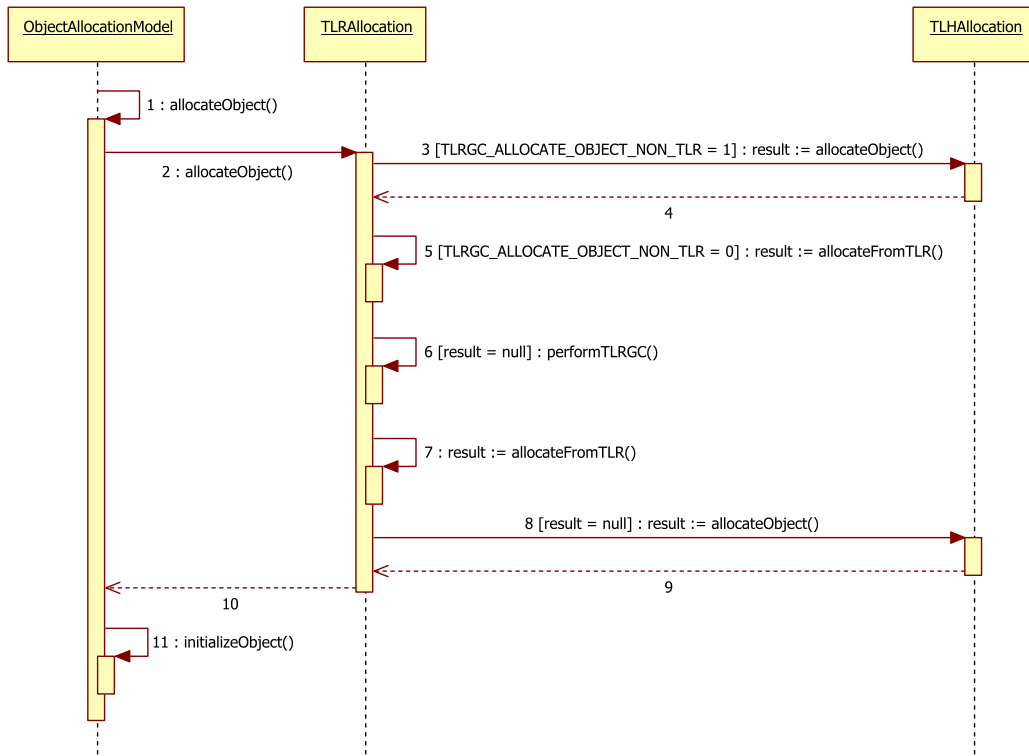 ObjectAllocationModel
TLRAllocation
TLHAllocation
1 : allocateObject()
2 : allocateObject()
3 [TLRGC_ALLOCATE_OBJECT_NON_TLR = 1] : result := allocateObject()
4
5 [TLRGC_ALLOCATE_OBJECT_NON_TLR = 0] : result := allocateFromTLR()
6 [result = null] : performTLRGC()
7 : result := allocateFromTLR()
8 [result = null] : result := allocateObject()
9
10
11 : initializeObject()